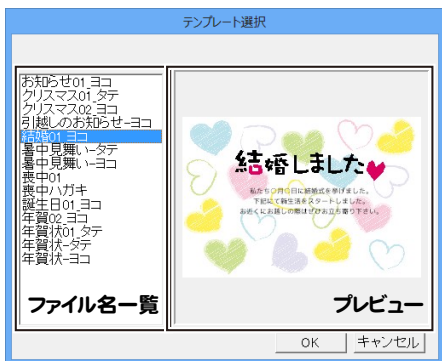 テンプレート選択
お知らせ01_ヨコ
クリスマス01_タテ
クリスマス02_ヨコ
引越しのお知らせ-ヨコ
結婚01_ヨコ
暑中見舞い-タテ
暑中見舞い-ヨコ
喪中01
喪中ハガキ
誕生日01_ヨコ
年賀02_ヨコ
年賀状01_タテ
年賀状-タテ
年賀状-ヨコ
ファイル名一覧
結婚しました
私たち○月○日に結婚式を挙げました。
下記にて新生活をスタートしました。
お近くにお越しの際はぜひお立ち寄り下さい。
プレビュー
OK
キャンセル